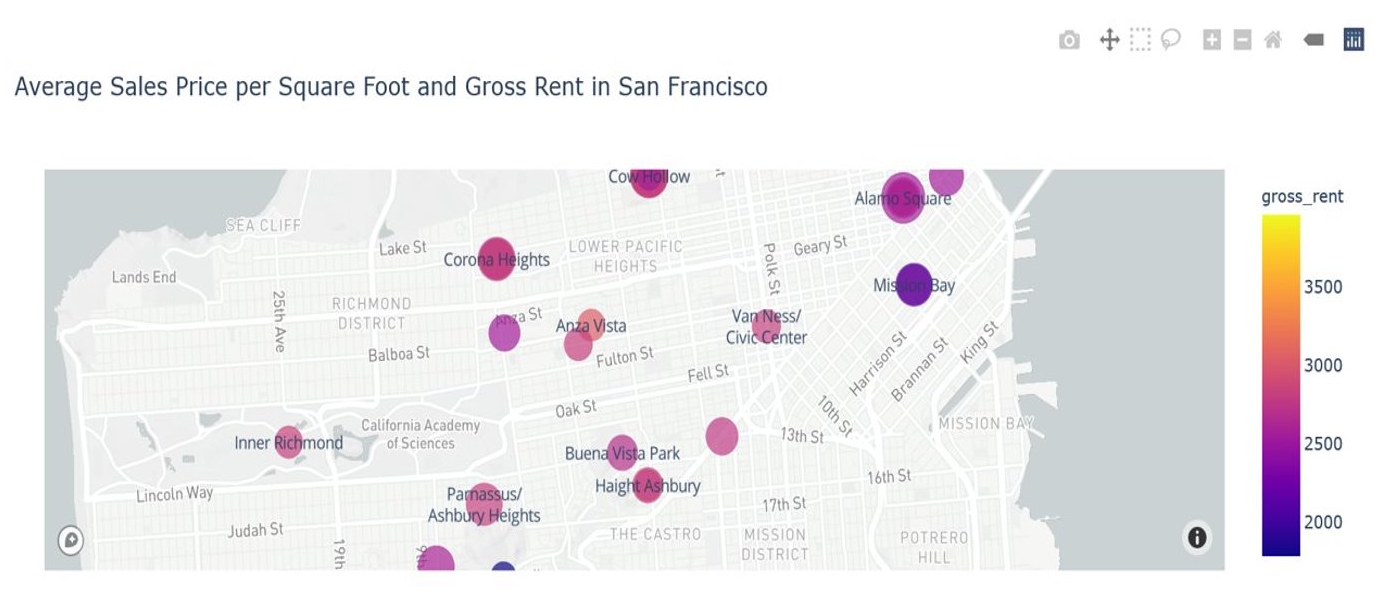 Average Sales Price per Square Foot and Gross Rent in San Francisco
Cow Hollow
Alamo Square
gross_rent
SEA CLIFF
Lake St
Corona Heights
LOWER PACIFIC
HEIGHTS
Polk St
Geary St
Lands End
25th Ave
RICHMOND
DISTRICT
Mission Bay
3500
Anza St
Anza Vista
Van Ness/
Civic Center
Balboa St
Fulton St
Harrison St
Brannan St
King St
3000
Fell St
Oak St
10th St
Inner Richmond
California Academy
of Sciences
13th St
MISSION BAY
2500
Buena Vista Park
Haight Ashbury
16th St
Lincoln Way
Parnassus/
Ashbury Heights
17th St
2000
Judah St
19th
9th
THE CASTRO
MISSION
DISTRICT
POTRERO
HILL